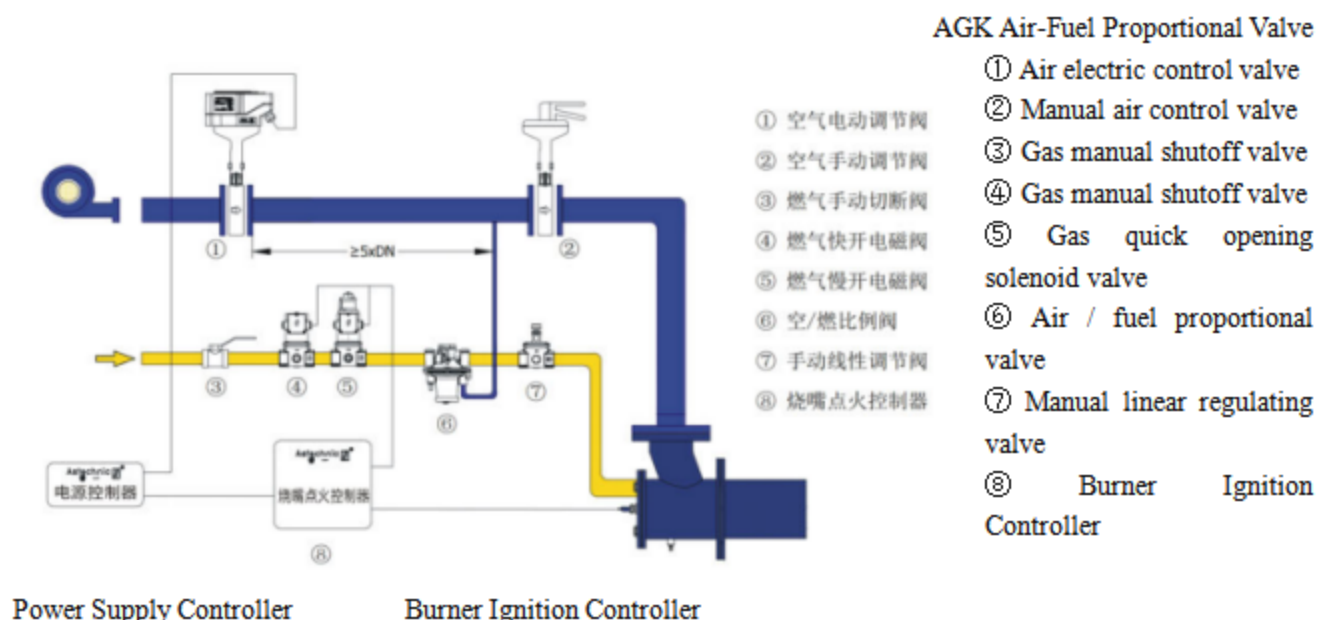 AGK Air-Fuel Proportional Valve
① Air electric control valve
② Manual air control valve
③ Gas manual shutoff valve
④ Gas manual shutoff valve
⑤ Gas quick opening
solenoid valve
⑥ Air / fuel proportional
valve
⑦ Manual linear regulating
valve
⑧ Burner Ignition
Controller
① 空气电动调节阀
② 空气手动调节阀
③ 燃气手动切断阀
④ 燃气快开电磁阀
⑤ 燃气慢开电磁阀
⑥ 空/燃比例阀
⑦ 手动线性调节阀
⑧ 烧嘴点火控制器
①
≥5xDN
②
③
④
⑤
⑥
⑦
电源控制器
烧嘴点火控制器
⑧
Power Supply Controller
Burner Ignition Controller